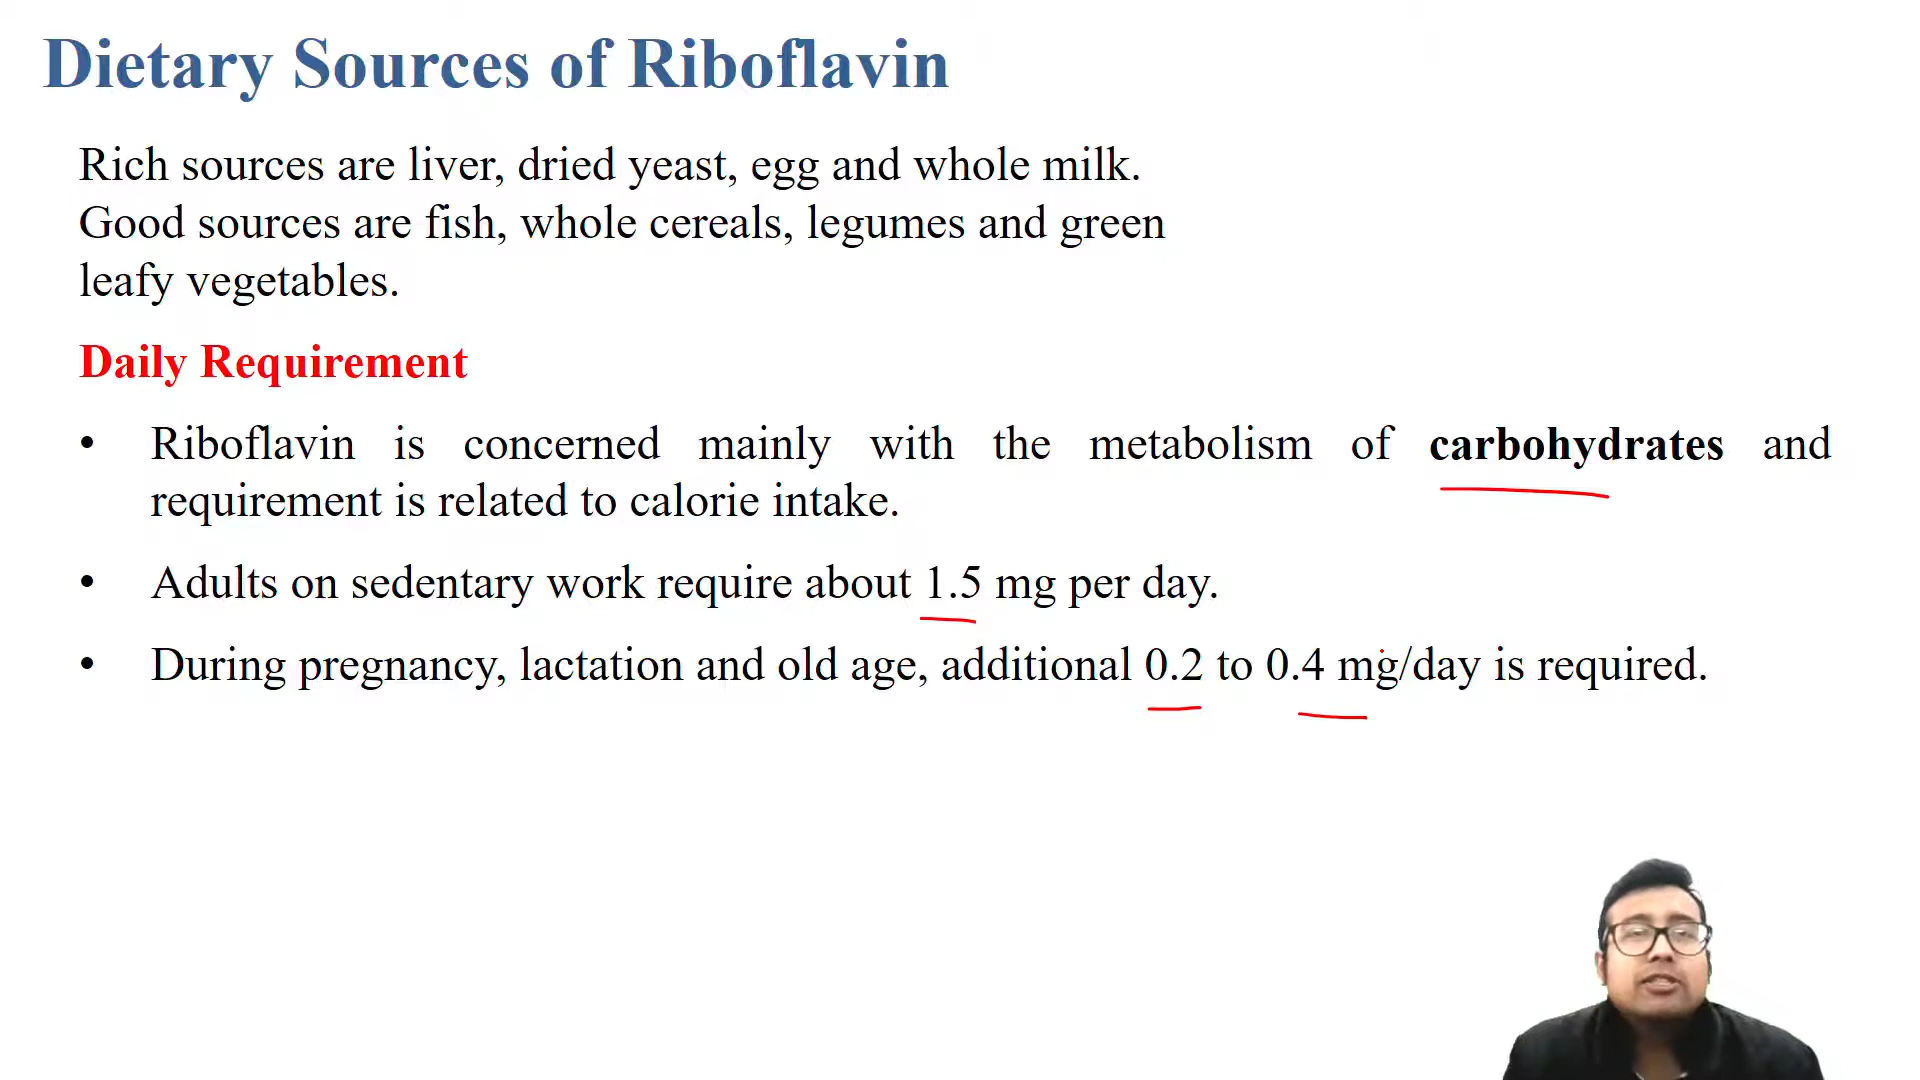 Dietary Sources of Riboflavin
Rich sources are liver, dried yeast, egg and whole milk.
Good sources are fish, whole cereals, legumes and green
leafy vegetables.
Daily Requirement
• Riboflavin is concerned mainly with the metabolism of carbohydrates and
requirement is related to calorie intake.
• Adults on sedentary work require about 1.5 mg per day.
• During pregnancy, lactation and old age, additional 0.2 to 0.4 mg/day is required.